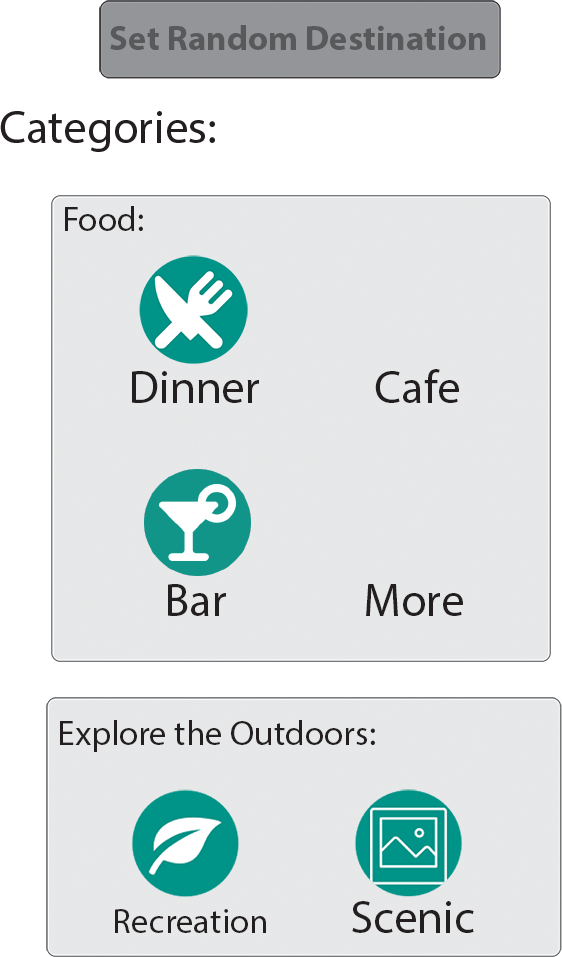 Set Random Destination
Categories:
Food:
Dinner Cafe
Bar More
Explore the Outdoors:
Recreation Scenic